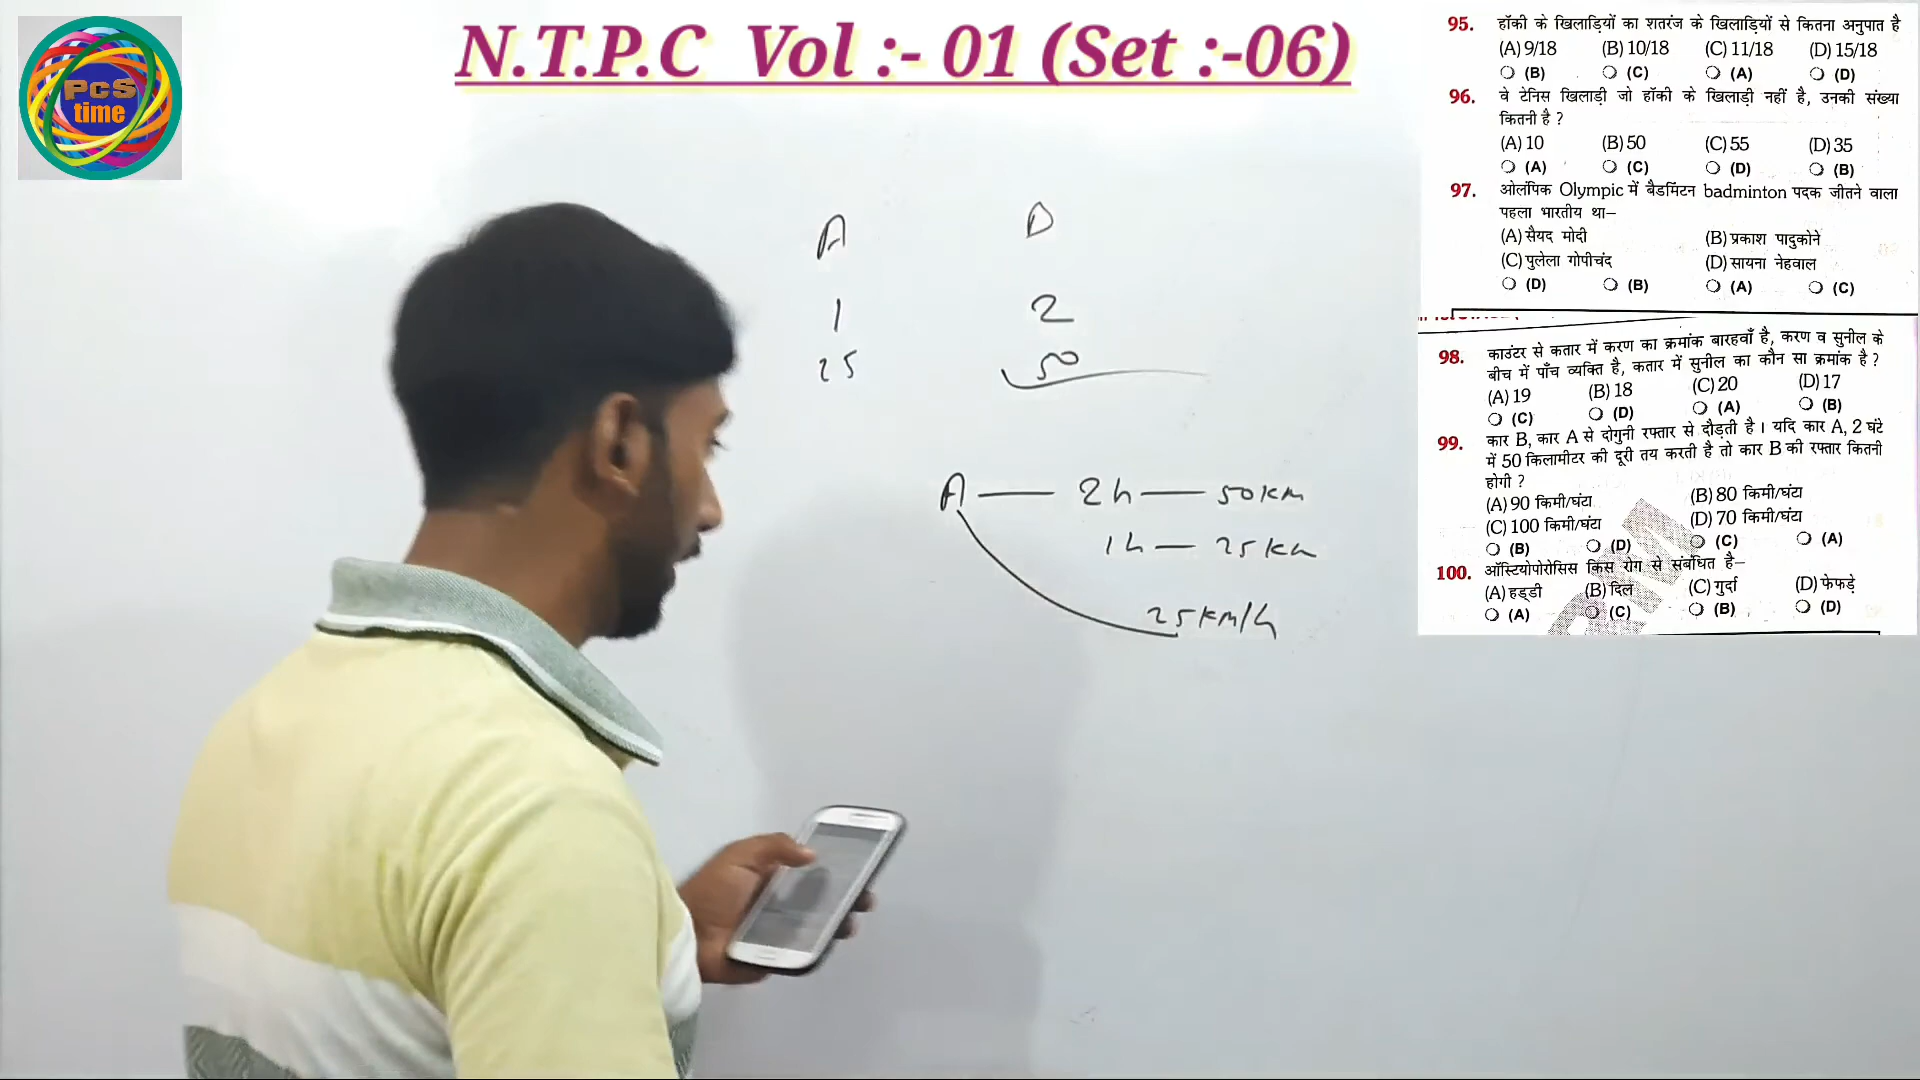 PCS
time
N.T.P.C Vol :- 01 (Set :-06)
A D
1 2
25 50
A — 2h — 50km
1h — 25km
25km/h
95. हॉकी के खिलाड़ियों का शतरंज के खिलाड़ियों से कितना अनुपात है
(A) 9/18 (B) 10/18 (C) 11/18 (D) 15/18
(B) (C) (A) (D)
96. वे टेनिस खिलाड़ी जो हॉकी के खिलाड़ी नहीं है, उनकी संख्या
कितनी है ?
(A) 10 (B) 50 (C) 55 (D) 35
(A) (C) (D) (B)
97. ओलंपिक Olympic में बैडमिंटन badminton पदक जीतने वाला
पहला भारतीय था–
(A) सैयद मोदी (B) प्रकाश पादुकोने
(C) पुलेला गोपीचंद (D) सायना नेहवाल
(D) (B) (A) (C)
98. काउंटर से कतार में करण का क्रमांक बारहवाँ है, करण व सुनील के
बीच में पाँच व्यक्ति है, कतार में सुनील का कौन सा क्रमांक है ?
(A) 19 (B) 18 (C) 20 (D) 17
(C) (D) (A) (B)
99. कार B, कार A से दोगुनी रफ्तार से दौड़ती है। यदि कार A, 2 घंटे
में 50 किलामीटर की दूरी तय करती है तो कार B की रफ्तार कितनी
होगी ?
(A) 90 किमी/घंटा (B) 80 किमी/घंटा
(C) 100 किमी/घंटा (D) 70 किमी/घंटा
(B) (D) (C) (A)
100. ऑस्टियोपोरोसिस किस रोग से संबंधित है–
(A) हड्डी (B) दिल (C) गुर्दा (D) फेफड़े
(A) (C) (B) (D)